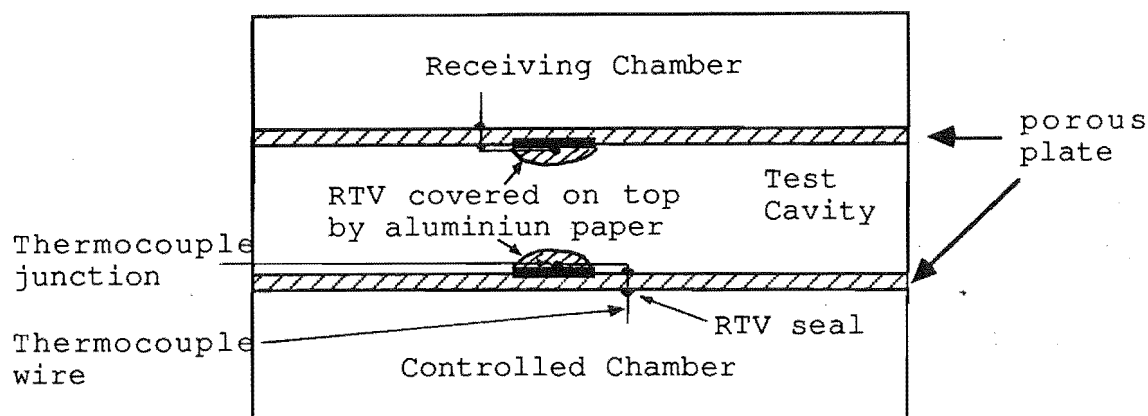 Receiving Chamber
porous
plate
RTV covered on top
by aluminiun paper
Test
Cavity
Thermocouple
junction
RTV seal
Thermocouple
wire
Controlled Chamber